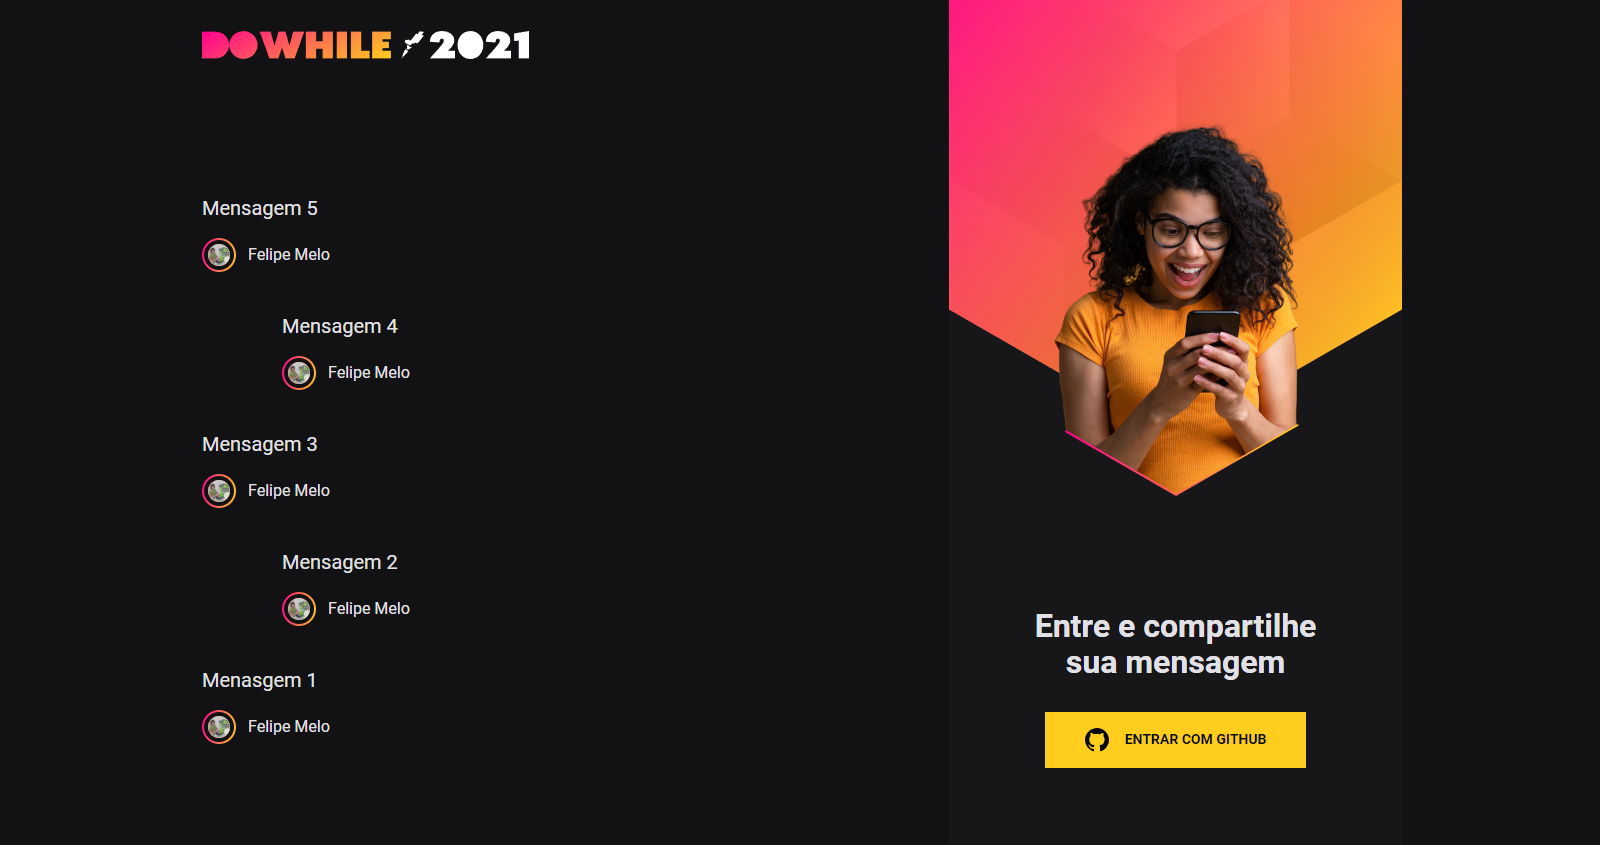 DOWHILE 2021
Mensagem 5
Felipe Melo
Mensagem 4
Felipe Melo
Mensagem 3
Felipe Melo
Mensagem 2
Felipe Melo
Menasgem 1
Felipe Melo
Entre e compartilhe
sua mensagem
ENTRAR COM GITHUB